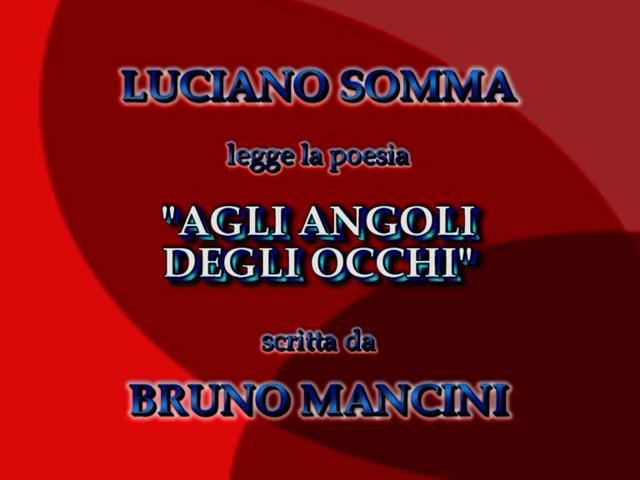 LUCIANO SOMMA
legge la poesia
"AGLI ANGOLI
DEGLI OCCHI"
scritta da
BRUNO MANCINI